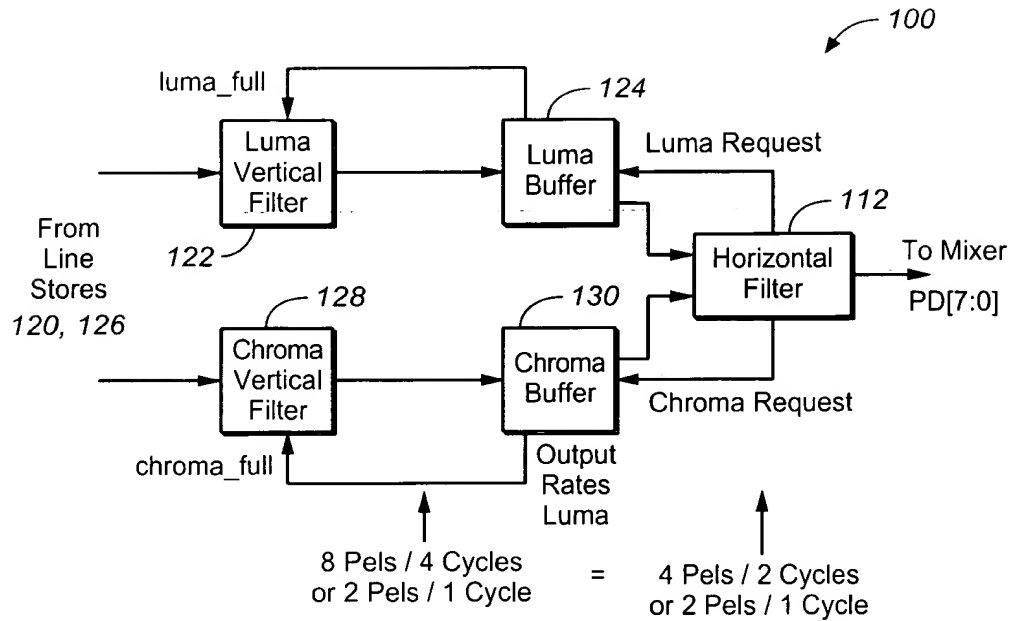 100
luma_full
124
Luma
Vertical
Filter
Luma
Buffer
Luma Request
112
From
Line
Stores
120, 126
122
Horizontal
Filter
To Mixer
PD[7:0]
128
130
Chroma
Vertical
Filter
Chroma
Buffer
Chroma Request
chroma_full
Output
Rates
Luma
8 Pels / 4 Cycles
or 2 Pels / 1 Cycle
=
4 Pels / 2 Cycles
or 2 Pels / 1 Cycle